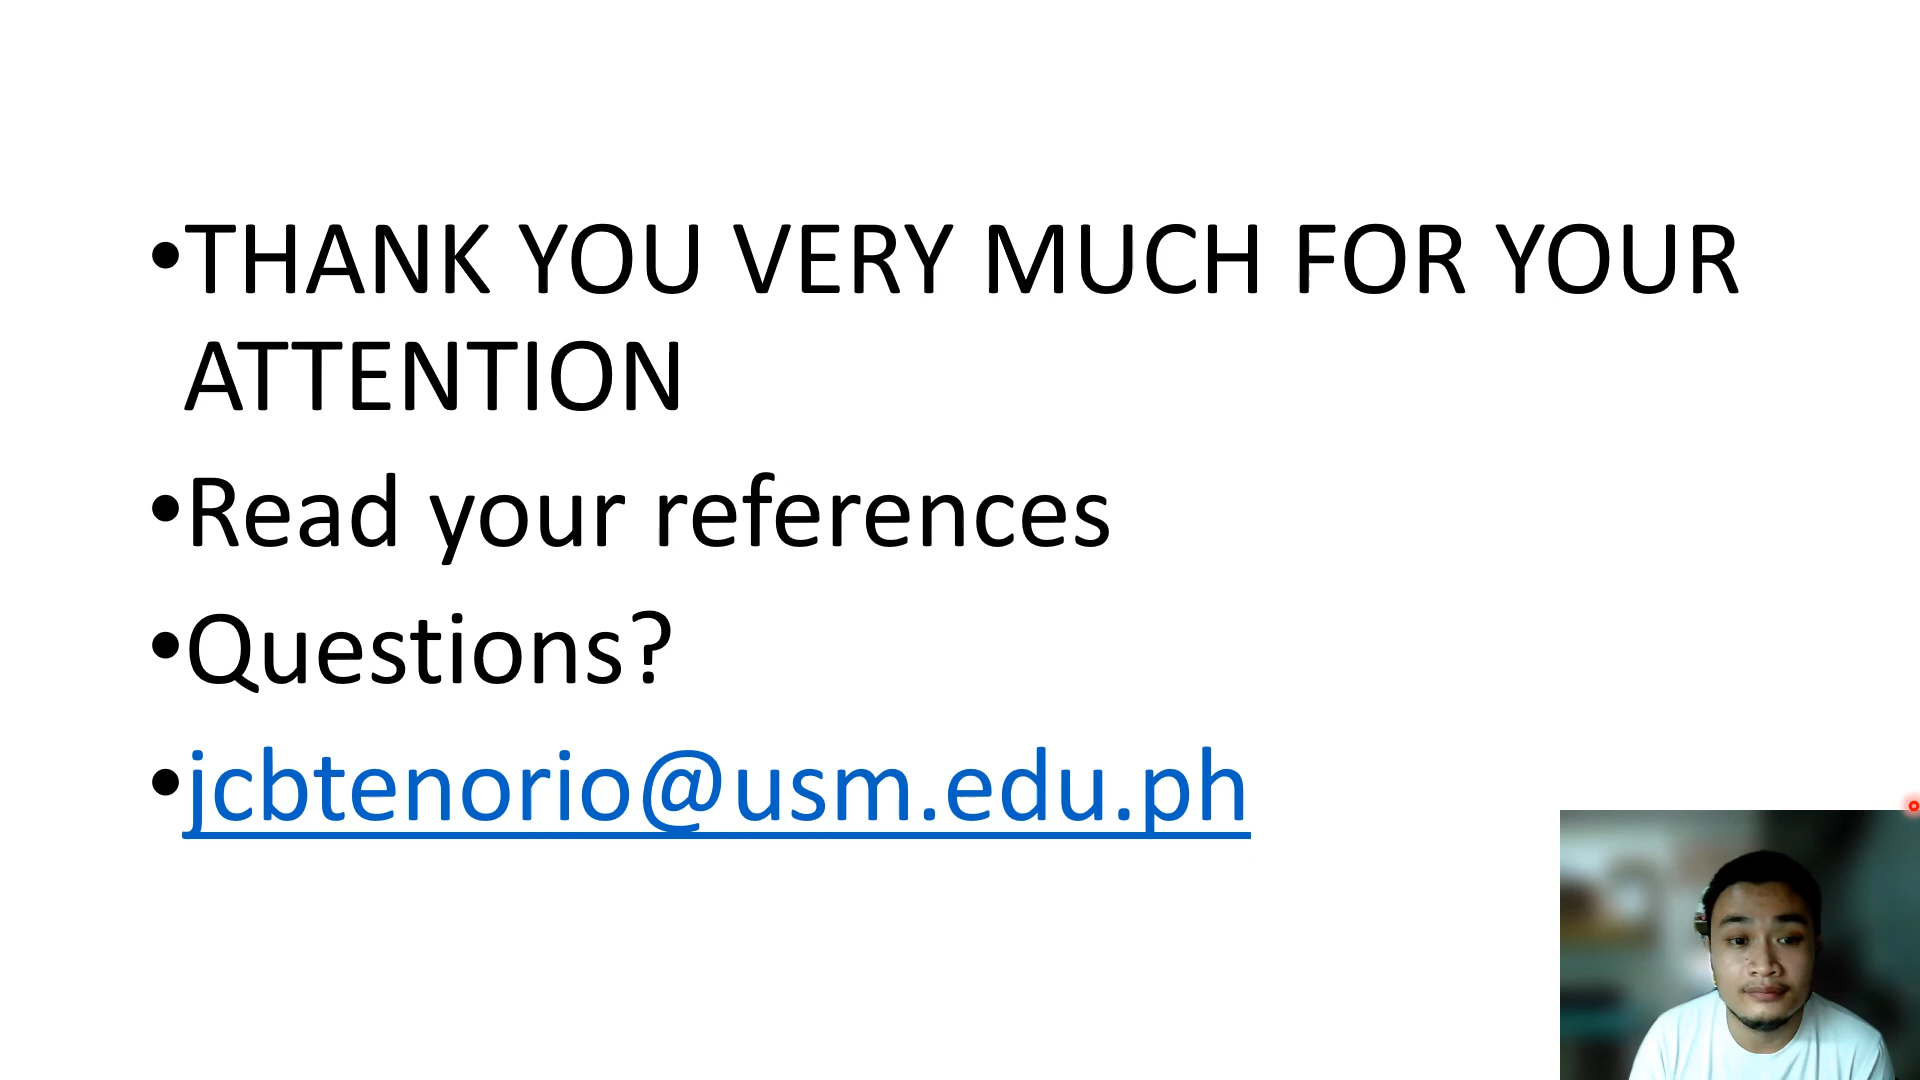 •THANK YOU VERY MUCH FOR YOUR
ATTENTION
•Read your references
•Questions?
•jcbtenorio@usm.edu.ph